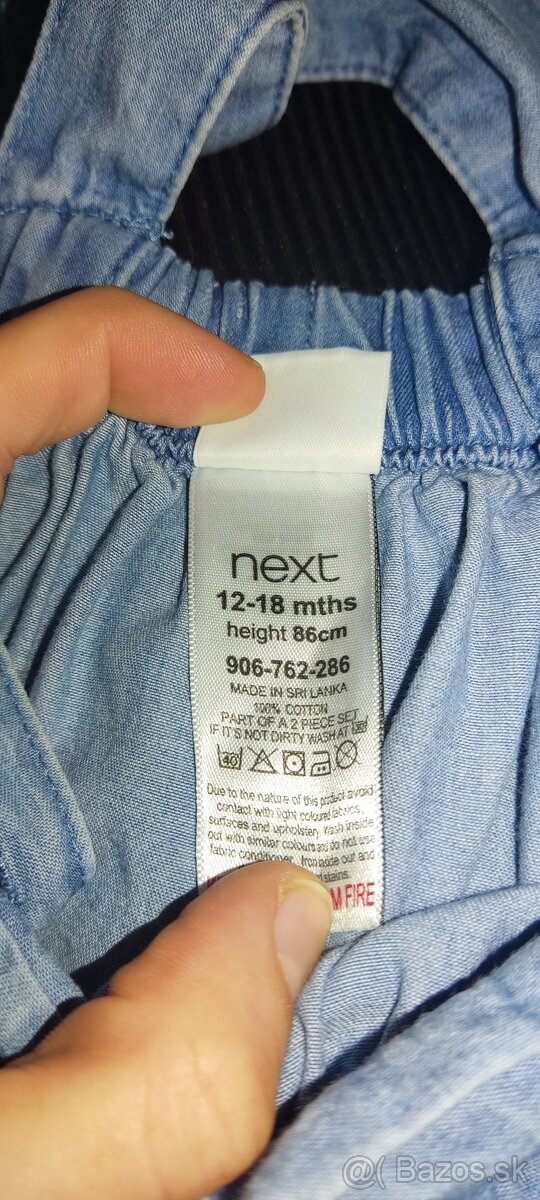 next
12-18 mths
height 86cm
906-762-286
MADE IN SRI LANKA
100% COTTON
PART OF A 2 PIECE SET
IF IT'S NOT DIRTY WASH AT
40
Due to the nature of this product avoid
contact with light coloured fabrics,
surfaces and upholstery. Wash inside
out with similar colours and do not use
fabric conditioner. Iron inside out and
stains.
M FIRE
@( Bazos.sk